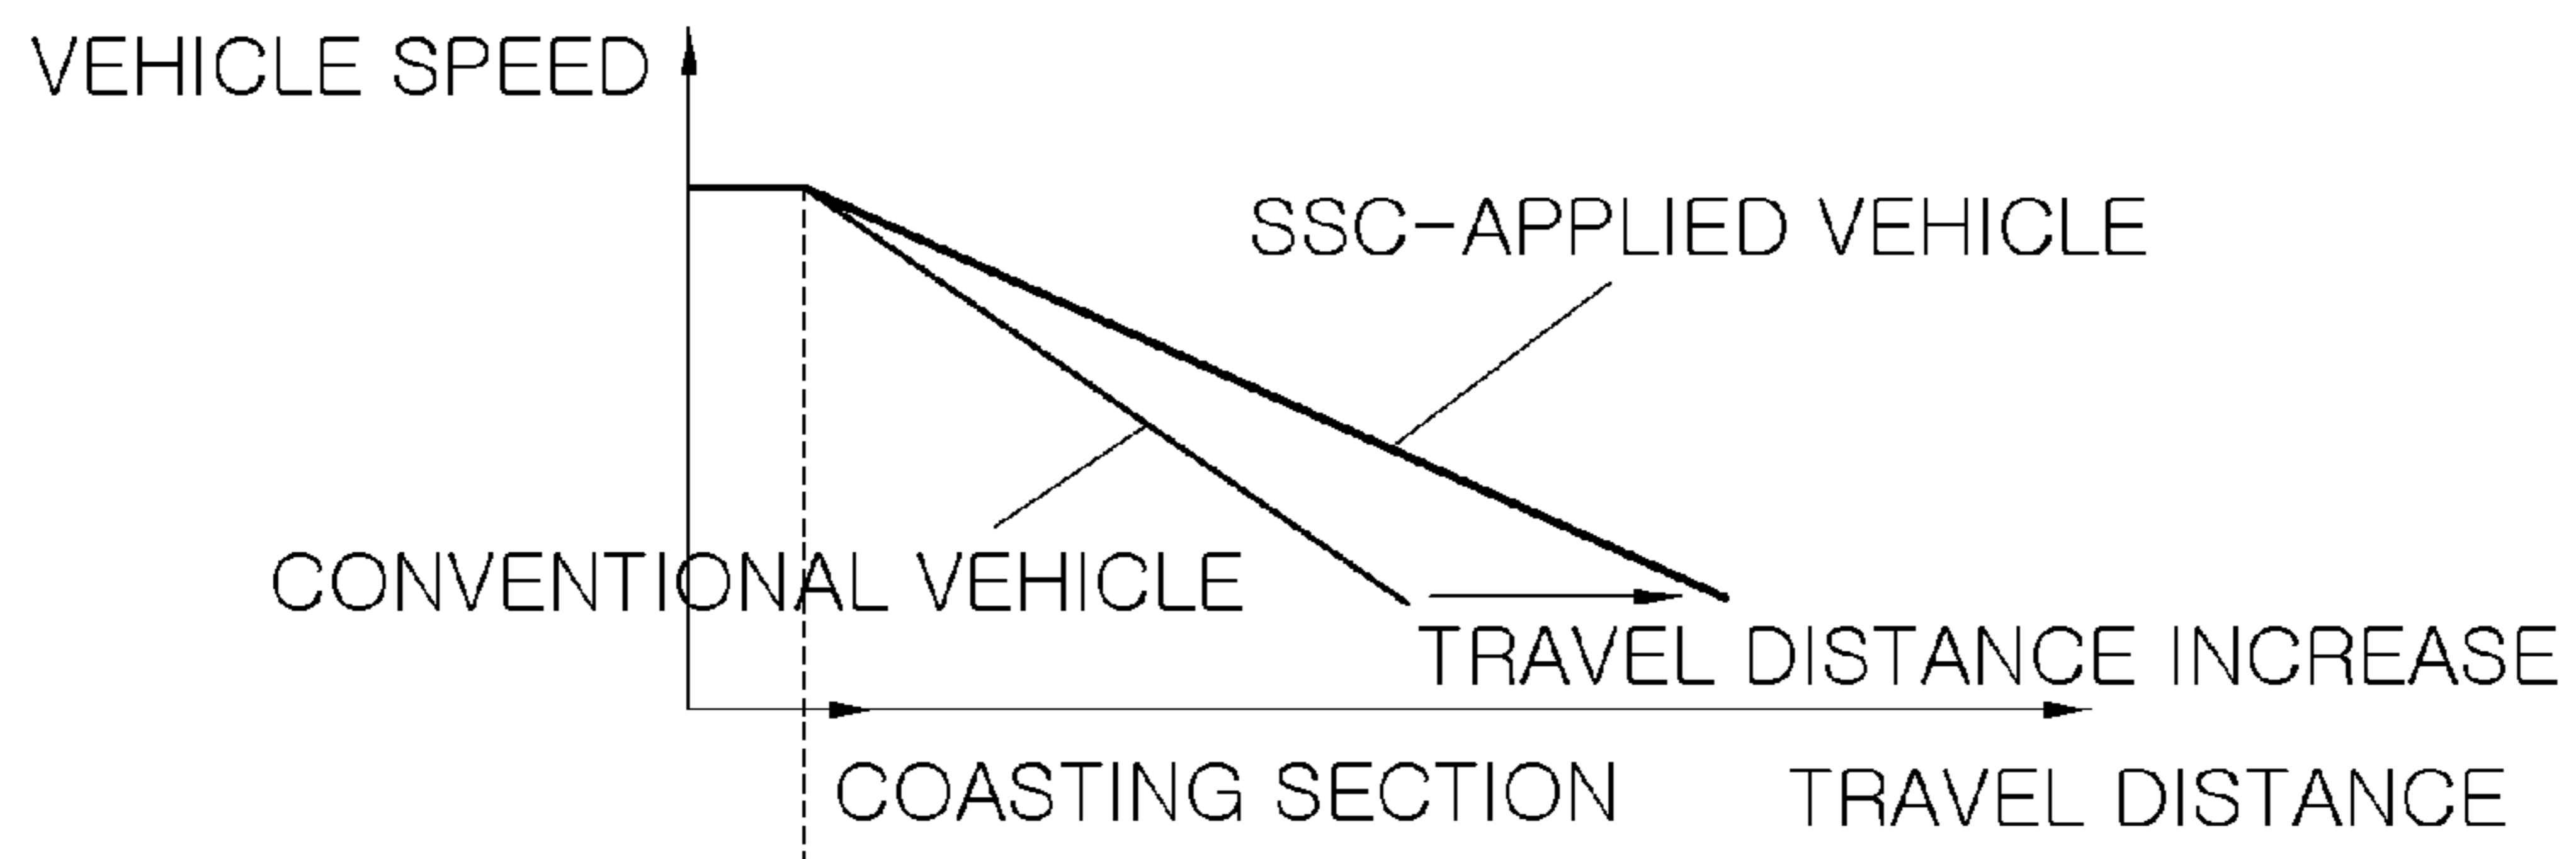 VEHICLE SPEED
SSC-APPLIED VEHICLE
CONVENTIONAL VEHICLE
TRAVEL DISTANCE INCREASE
COASTING SECTION
TRAVEL DISTANCE